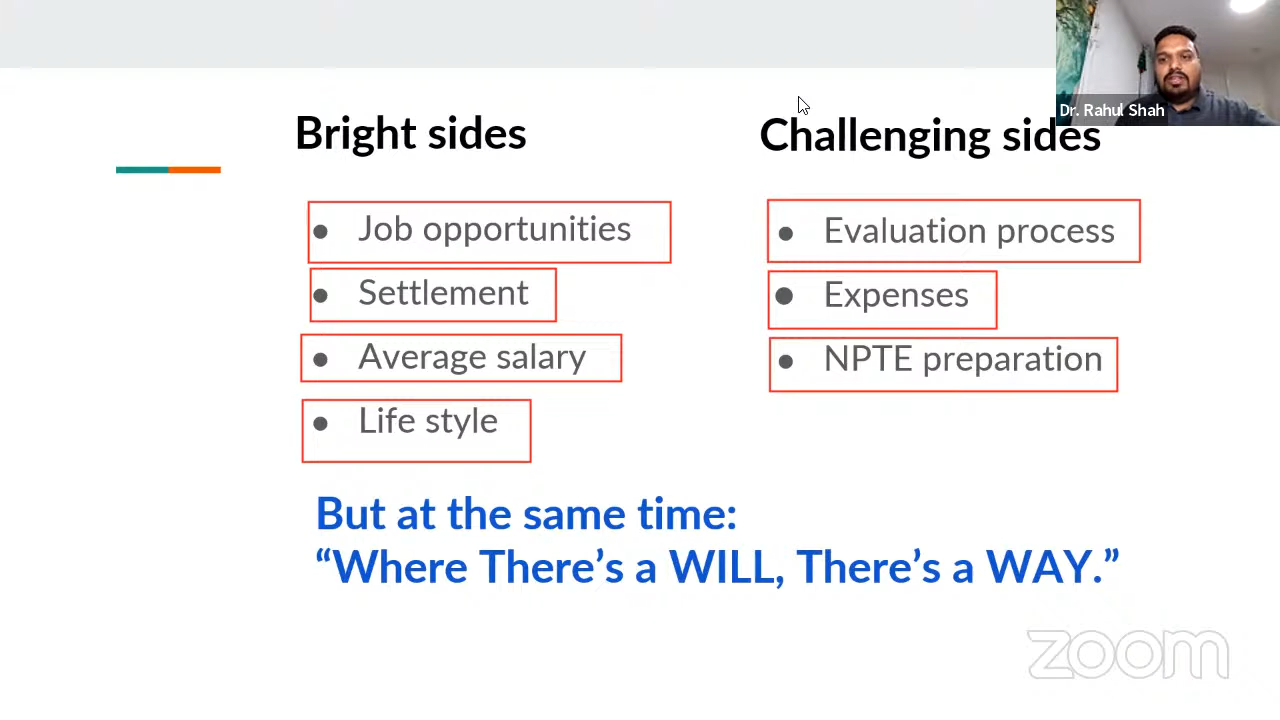 Dr. Rahul Shah
Bright sides
● Job opportunities
● Settlement
● Average salary
● Life style
Challenging sides
● Evaluation process
● Expenses
● NPTE preparation
But at the same time:
“Where There’s a WILL, There’s a WAY.”
zoom